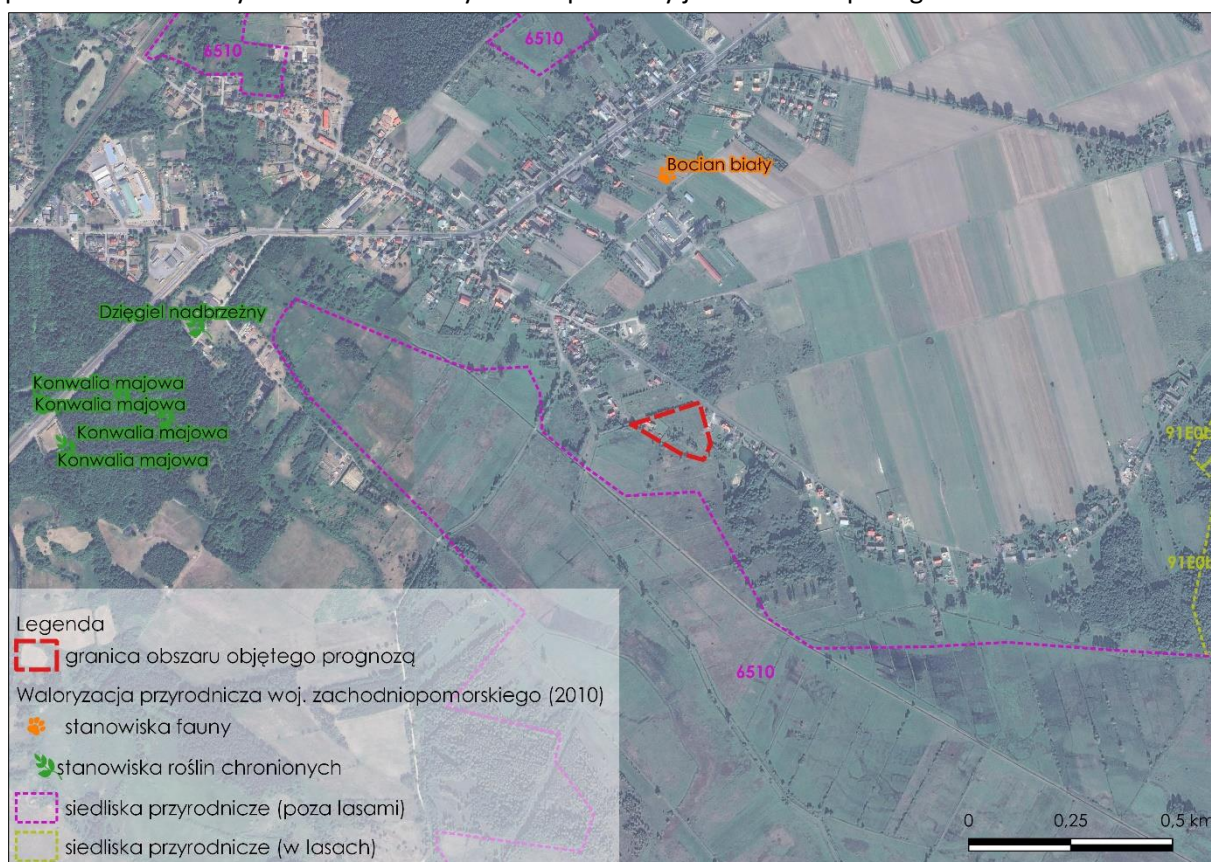 6510
6510
Bocian biały
Dzięgiel nadbrzeżny
Konwalia majowa
Konwalia majowa
Konwalia majowa
Konwalia majowa
91E0b
91E0b
6510
Legenda
granica obszaru objętego prognozą
Waloryzacja przyrodnicza woj. zachodniopomorskiego (2010)
stanowiska fauny
stanowiska roślin chronionych
siedliska przyrodnicze (poza lasami)
siedliska przyrodnicze (w lasach)
0 0,25 0,5 km